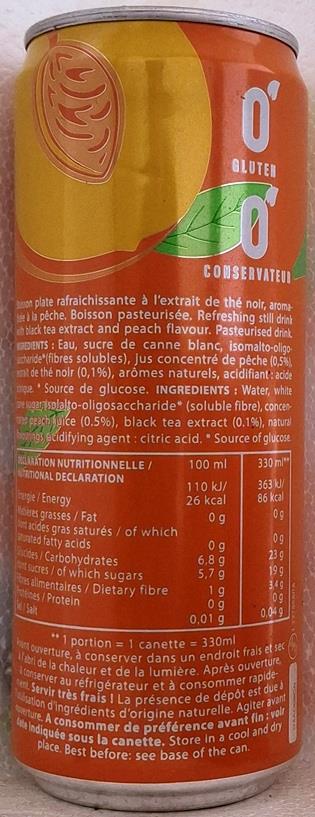 0
GLUTEN
0
CONSERVATEUR
Boisson plate rafraichissante à l'extrait de thé noir, aroma-
tisée à la pêche. Boisson pasteurisée. Refreshing still drink
with black tea extract and peach flavour. Pasteurised drink.
INGREDIENTS : Eau, sucre de canne blanc, isomalto-oligo-
saccharide* (fibres solubles), jus concentré de pêche (0,5%),
extrait de thé noir (0,1%), arômes naturels, acidifiant : acide
citrique. * Source de glucose. INGREDIENTS : Water, white
cane sugar, isolalto-oligosaccharide* (soluble fibre), concen-
trated peach juice (0.5%), black tea extract (0.1%), natural
flavourings, acidifying agent : citric acid. * Source of glucose.
DÉCLARATION NUTRITIONNELLE / 100 ml 330 ml**
NUTRITIONAL DECLARATION
110 kJ/ 363 kJ/
Énergie / Energy 26 kcal 86 kcal
Matières grasses / Fat 0 g 0 g
dont acides gras saturés / of which
saturated fatty acids 0 g 0 g
Glucides / Carbohydrates 6,8 g 23 g
dont sucres / of which sugars 5,7 g 19 g
Fibres alimentaires / Dietary fibre 1 g 3,4 g
Protéines / Protein 0 g 0 g
Sel / Salt 0,01 g 0,04 g
** 1 portion = 1 canette = 330ml
Avant ouverture, à conserver dans un endroit frais et sec
à l'abri de la chaleur et de la lumière. Après ouverture,
à conserver au réfrigérateur et à consommer rapide-
ment. Servir très frais ! La présence de dépôt est due à
l'utilisation d'ingrédients d'origine naturelle. Agiter avant
ouverture. A consommer de préférence avant fin : voir
date indiquée sous la canette. Store in a cool and dry
place. Best before: see base of the can.